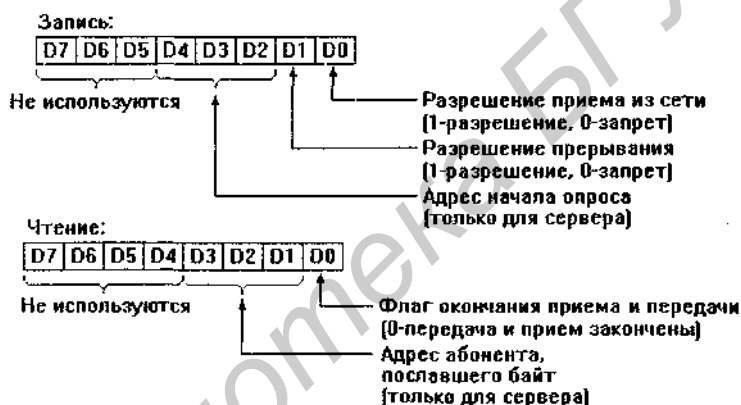 Запись:
D7 D6 D5 D4 D3 D2 D1 D0
Не используются
Разрешение приема из сети
(1-разрешение, 0-запрет)
Разрешение прерывания
(1-разрешение, 0-запрет)
Адрес начала опроса
(только для сервера)
Чтение:
D7 D6 D5 D4 D3 D2 D1 D0
Не используются
Флаг окончания приема и передачи
(0-передача и прием закончены)
Адрес абонента,
пославшего байт
(только для сервера)